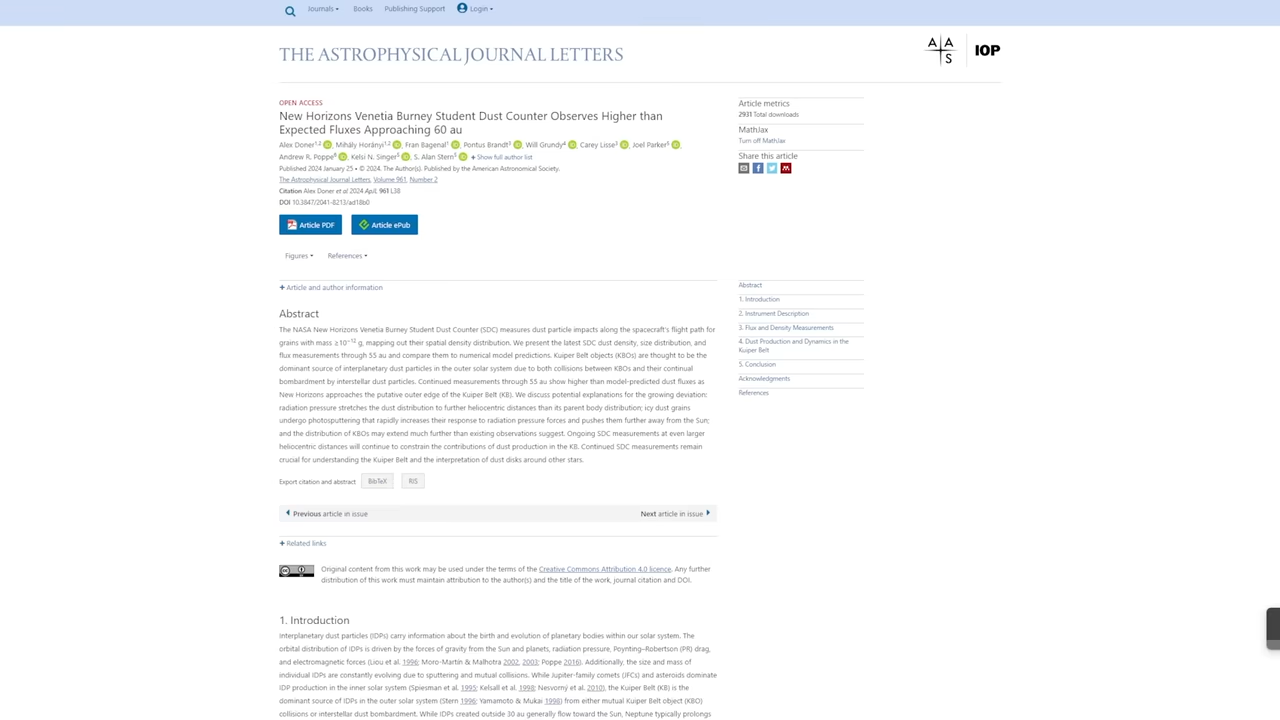 Journals
Books
Publishing Support
Login
THE ASTROPHYSICAL JOURNAL LETTERS
A A
S
IOP
OPEN ACCESS
New Horizons Venetia Burney Student Dust Counter Observes Higher than
Expected Fluxes Approaching 60 au
Alex Doner1,2, Mihály Horányi1,2, Fran Bagenal1, Pontus Brandt3, Will Grundy4, Carey Lisse3, Joel Parker5,
Andrew R. Poppe6, Kelsi N. Singer5, S. Alan Stern5 + Show full author list
Published 2024 January 25 • © 2024. The Author(s). Published by the American Astronomical Society.
The Astrophysical Journal Letters, Volume 961, Number 2
Citation Alex Doner et al 2024 ApJL 961 L38
DOI 10.3847/2041-8213/ad18b0
Article PDF
Article ePub
Figures
References
+ Article and author information
Abstract
The NASA New Horizons Venetia Burney Student Dust Counter (SDC) measures dust particle impacts along the spacecraft's flight path for
grains with mass ≥10−12 g, mapping out their spatial density distribution. We present the latest SDC dust density, size distribution, and
flux measurements through 55 au and compare them to numerical model predictions. Kuiper Belt objects (KBOs) are thought to be the
dominant source of interplanetary dust particles in the outer solar system due to both collisions between KBOs and their continual
bombardment by interstellar dust particles. Continued measurements through 55 au show higher than model-predicted dust fluxes as
New Horizons approaches the putative outer edge of the Kuiper Belt (KB). We discuss potential explanations for the growing deviation:
radiation pressure stretches the dust distribution to further heliocentric distances than its parent body distribution; icy dust grains
undergo photosputtering that rapidly increases their response to radiation pressure forces and pushes them further away from the Sun;
and the distribution of KBOs may extend much further than existing observations suggest. Ongoing SDC measurements at even larger
heliocentric distances will continue to constrain the contributions of dust production in the KB. Continued SDC measurements remain
crucial for understanding the Kuiper Belt and the interpretation of dust disks around other stars.
Export citation and abstract
BibTeX
RIS
Previous article in issue
Next article in issue
+ Related links
Original content from this work may be used under the terms of the Creative Commons Attribution 4.0 licence. Any further
distribution of this work must maintain attribution to the author(s) and the title of the work, journal citation and DOI.
1. Introduction
Interplanetary dust particles (IDPs) carry information about the birth and evolution of planetary bodies within our solar system. The
orbital distribution of IDPs is driven by the forces of gravity from the Sun and planets, radiation pressure, Poynting–Robertson (PR) drag,
and electromagnetic forces (Liou et al. 1996; Moro-Martín & Malhotra 2002, 2003; Poppe 2016). Additionally, the size and mass of
individual IDPs are constantly evolving due to sputtering and mutual collisions. While Jupiter-family comets (JFCs) and asteroids dominate
IDP production in the inner solar system (Spiesman et al. 1995; Kelsall et al. 1998; Nesvorný et al. 2010), the Kuiper Belt (KB) is the
dominant source of IDPs in the outer solar system (Stern 1996; Yamamoto & Mukai 1998) from either mutual Kuiper Belt object (KBO)
collisions or interstellar dust bombardment. While IDPs created outside 30 au generally flow toward the Sun, Neptune typically prolongs
Article metrics
2931 Total downloads
MathJax
Turn off MathJax
Share this article
Abstract
1. Introduction
2. Instrument Description
3. Flux and Density Measurements
4. Dust Production and Dynamics in the
Kuiper Belt
5. Conclusion
Acknowledgments
References